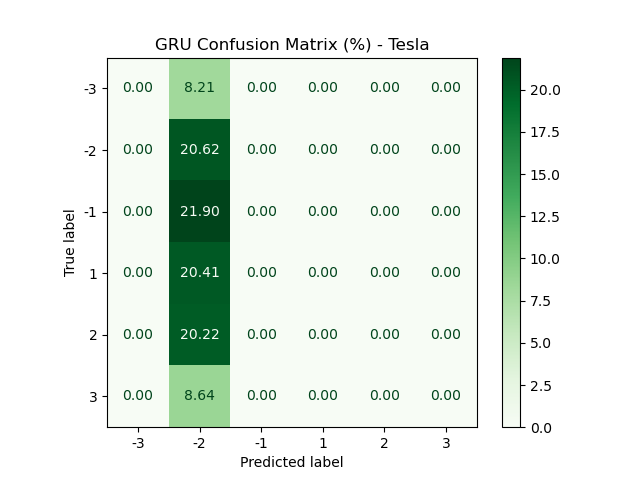 GRU Confusion Matrix (%) - Tesla
True label
-3 0.00 8.21 0.00 0.00 0.00 0.00
-2 0.00 20.62 0.00 0.00 0.00 0.00
-1 0.00 21.90 0.00 0.00 0.00 0.00
1 0.00 20.41 0.00 0.00 0.00 0.00
2 0.00 20.22 0.00 0.00 0.00 0.00
3 0.00 8.64 0.00 0.00 0.00 0.00
-3 -2 -1 1 2 3
Predicted label
20.0
17.5
15.0
12.5
10.0
7.5
5.0
2.5
0.0